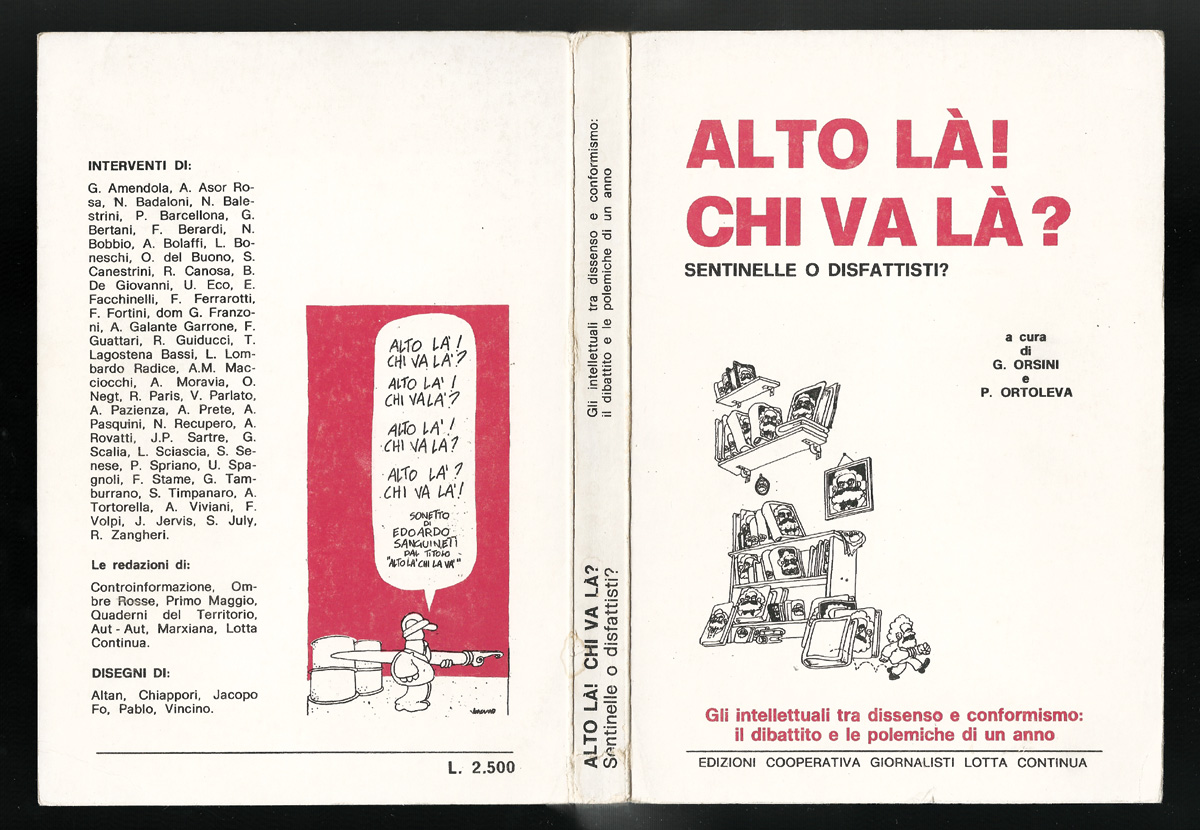 INTERVENTI DI:
G. Amendola, A. Asor Ro-
sa, N. Badaloni, N. Bale-
strini, P. Barcellona, G.
Bertani, F. Berardi, N.
Bobbio, A. Bolaffi, L. Bo-
neschi, O. del Buono, S.
Canestrini, R. Canosa, B.
De Giovanni, U. Eco, E.
Facchinelli, F. Ferrarotti,
F. Fortini, dom G. Franzo-
ni, A. Galante Garrone, F.
Guattari, R. Guiducci, T.
Lagostena Bassi, L. Lom-
bardo Radice, A.M. Mac-
ciocchi, A. Moravia, O.
Negt, R. Paris, V. Parlato,
A. Pazienza, A. Prete, A.
Pasquini, N. Recupero, A.
Rovatti, J.P. Sartre, G.
Scalia, L. Sciascia, S. Se-
nese, P. Spriano, U. Spa-
gnoli, F. Stame, G. Tam-
burrano, S. Timpanaro, A.
Tortorella, A. Viviani, F.
Volpi, J. Jervis, S. July,
R. Zangheri.
Le redazioni di:
Controinformazione, Om-
bre Rosse, Primo Maggio,
Quaderni del Territorio,
Aut - Aut, Marxiana, Lotta
Continua.
DISEGNI DI:
Altan, Chiappori, Jacopo
Fo, Pablo, Vincino.
ALTO LA'!
CHI VA LA'?
ALTO LA'!
CHI VA LA'?
ALTO LA'!
CHI VA LA'?
ALTO LA'?
CHI VA LA'!
SONETTO
DI
EDOARDO
SANGUINETI
DAL TITOLO
"ALTO LA' CHI LA VA'"
L. 2.500
Gli intellettuali tra dissenso e conformismo:
il dibattito e le polemiche di un anno
ALTO LÀ! CHI VA LÀ?
Sentinelle o disfattisti?
ALTO LÀ!
CHI VA LÀ?
SENTINELLE O DISFATTISTI?
a cura
di
G. ORSINI
e
P. ORTOLEVA
Gli intellettuali tra dissenso e conformismo:
il dibattito e le polemiche di un anno
EDIZIONI COOPERATIVA GIORNALISTI LOTTA CONTINUA